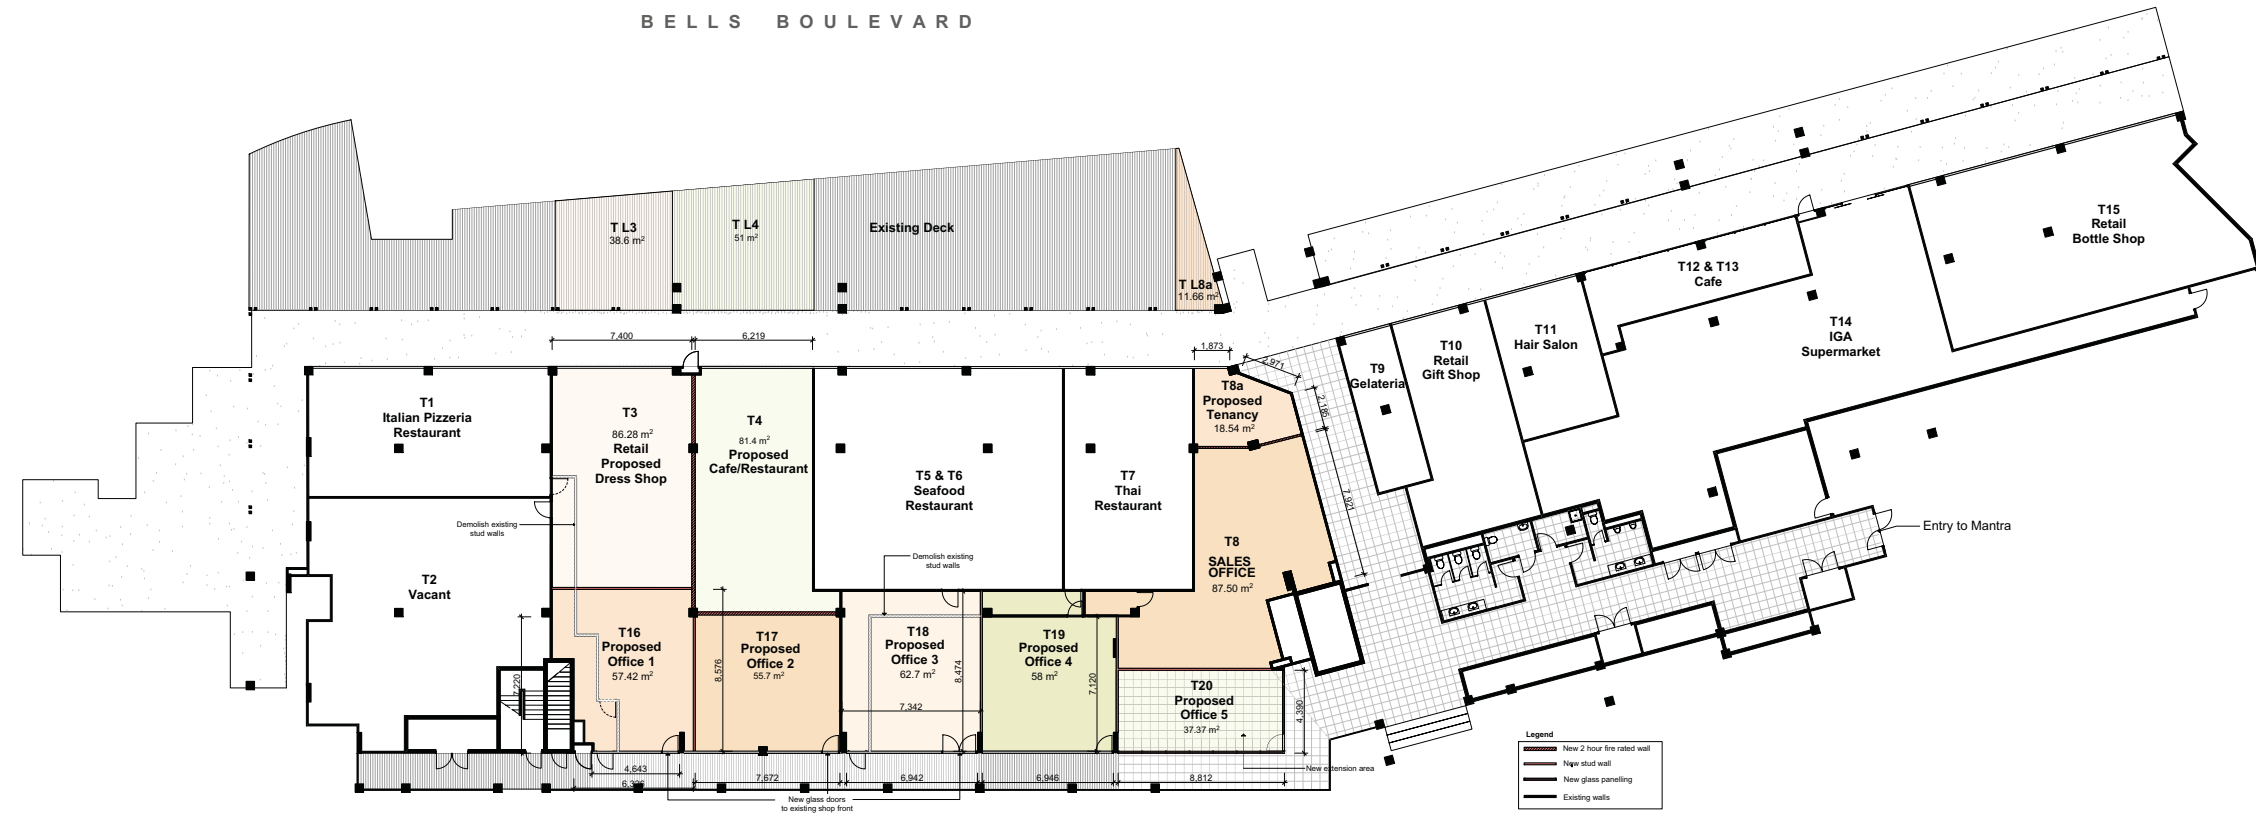 BELLS BOULEVARD
T L3
38.6 m²
T L4
51 m²
Existing Deck
T L8a
11.66 m²
T15
Retail
Bottle Shop
T12 & T13
Cafe
T14
IGA
Supermarket
T11
Hair Salon
T10
Retail
Gift Shop
T9
Gelateria
7,400
6,219
1,873
2,971
2,185
7,921
T1
Italian Pizzeria
Restaurant
T3
86.28 m²
Retail
Proposed
Dress Shop
T4
81.4 m²
Proposed
Cafe/Restaurant
T5 & T6
Seafood
Restaurant
T7
Thai
Restaurant
T8a
Proposed
Tenancy
18.54 m²
T8
SALES
OFFICE
87.50 m²
Demolish existing
stud walls
Demolish existing
stud walls
Entry to Mantra
T2
Vacant
T16
Proposed
Office 1
57.42 m²
T17
Proposed
Office 2
55.7 m²
T18
Proposed
Office 3
62.7 m²
T19
Proposed
Office 4
58 m²
T20
Proposed
Office 5
37.37 m²
7,220
8,576
8,474
7,120
4,390
7,342
4,643
7,672
6,942
6,946
8,812
New extension area
New glass doors
to existing shop front
Legend
New 2 hour fire rated wall
New stud wall
New glass panelling
Existing walls